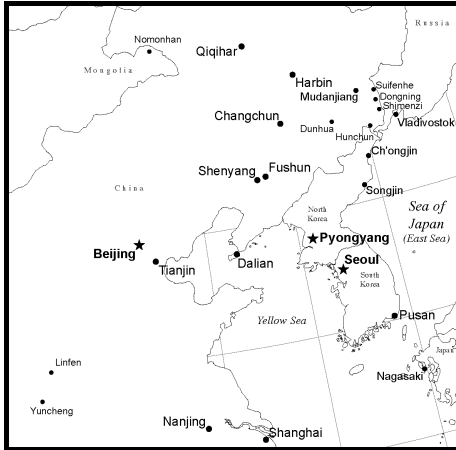 Russia
Nomonhan
Qiqihar
Mongolia
Harbin
Suifenhe
Mudanjiang
Dongning
Shimenzi
Changchun
Vladivostok
Dunhua
Hunchun
Ch'ongjin
Fushun
Shenyang
China
Songjin
North
Korea
Sea of
Japan
(East Sea)
Pyongyang
Beijing
Seoul
Tianjin
Dalian
South
Korea
Pusan
Yellow Sea
Japan
Linfen
Nagasaki
Yuncheng
Nanjing
Shanghai